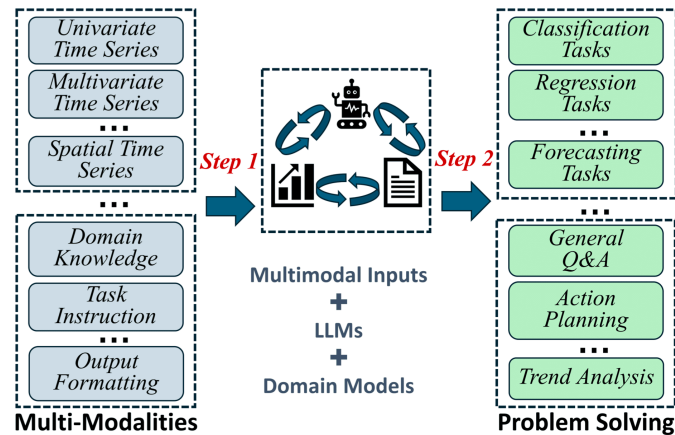 Univariate
Time Series
Multivariate
Time Series
...
Spatial Time
Series
...
Domain
Knowledge
Task
Instruction
...
Output
Formatting
Multi-Modalities
Step 1
Multimodal Inputs
+
LLMs
+
Domain Models
Step 2
Classification
Tasks
Regression
Tasks
...
Forecasting
Tasks
...
General
Q&A
Action
Planning
...
Trend Analysis
Problem Solving